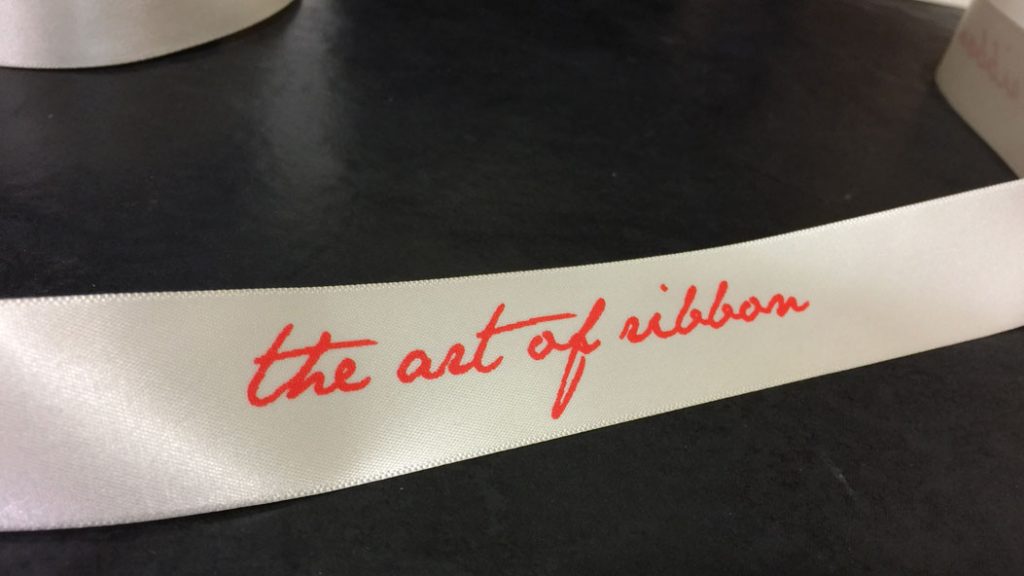 the art of ribbon